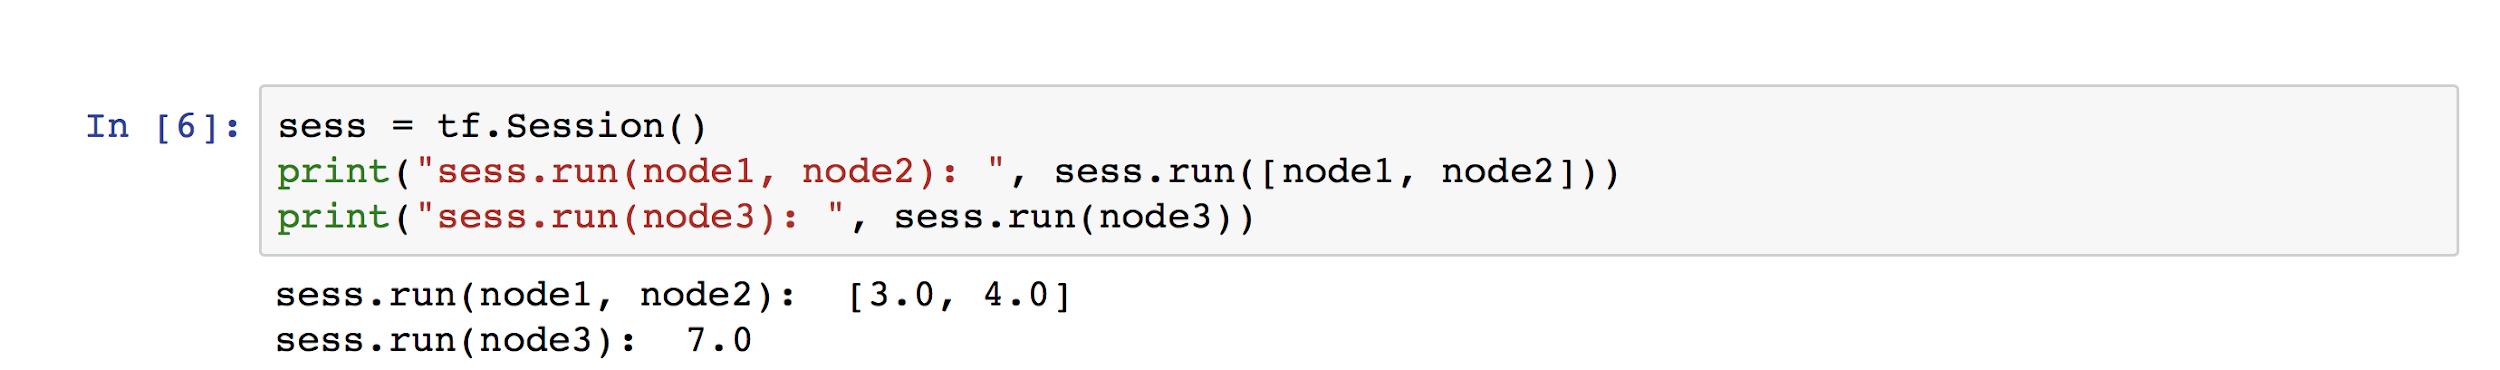 In [6]: sess = tf.Session()
print("sess.run(node1, node2): ", sess.run([node1, node2]))
print("sess.run(node3): ", sess.run(node3))
sess.run(node1, node2):  [3.0, 4.0]
sess.run(node3):  7.0